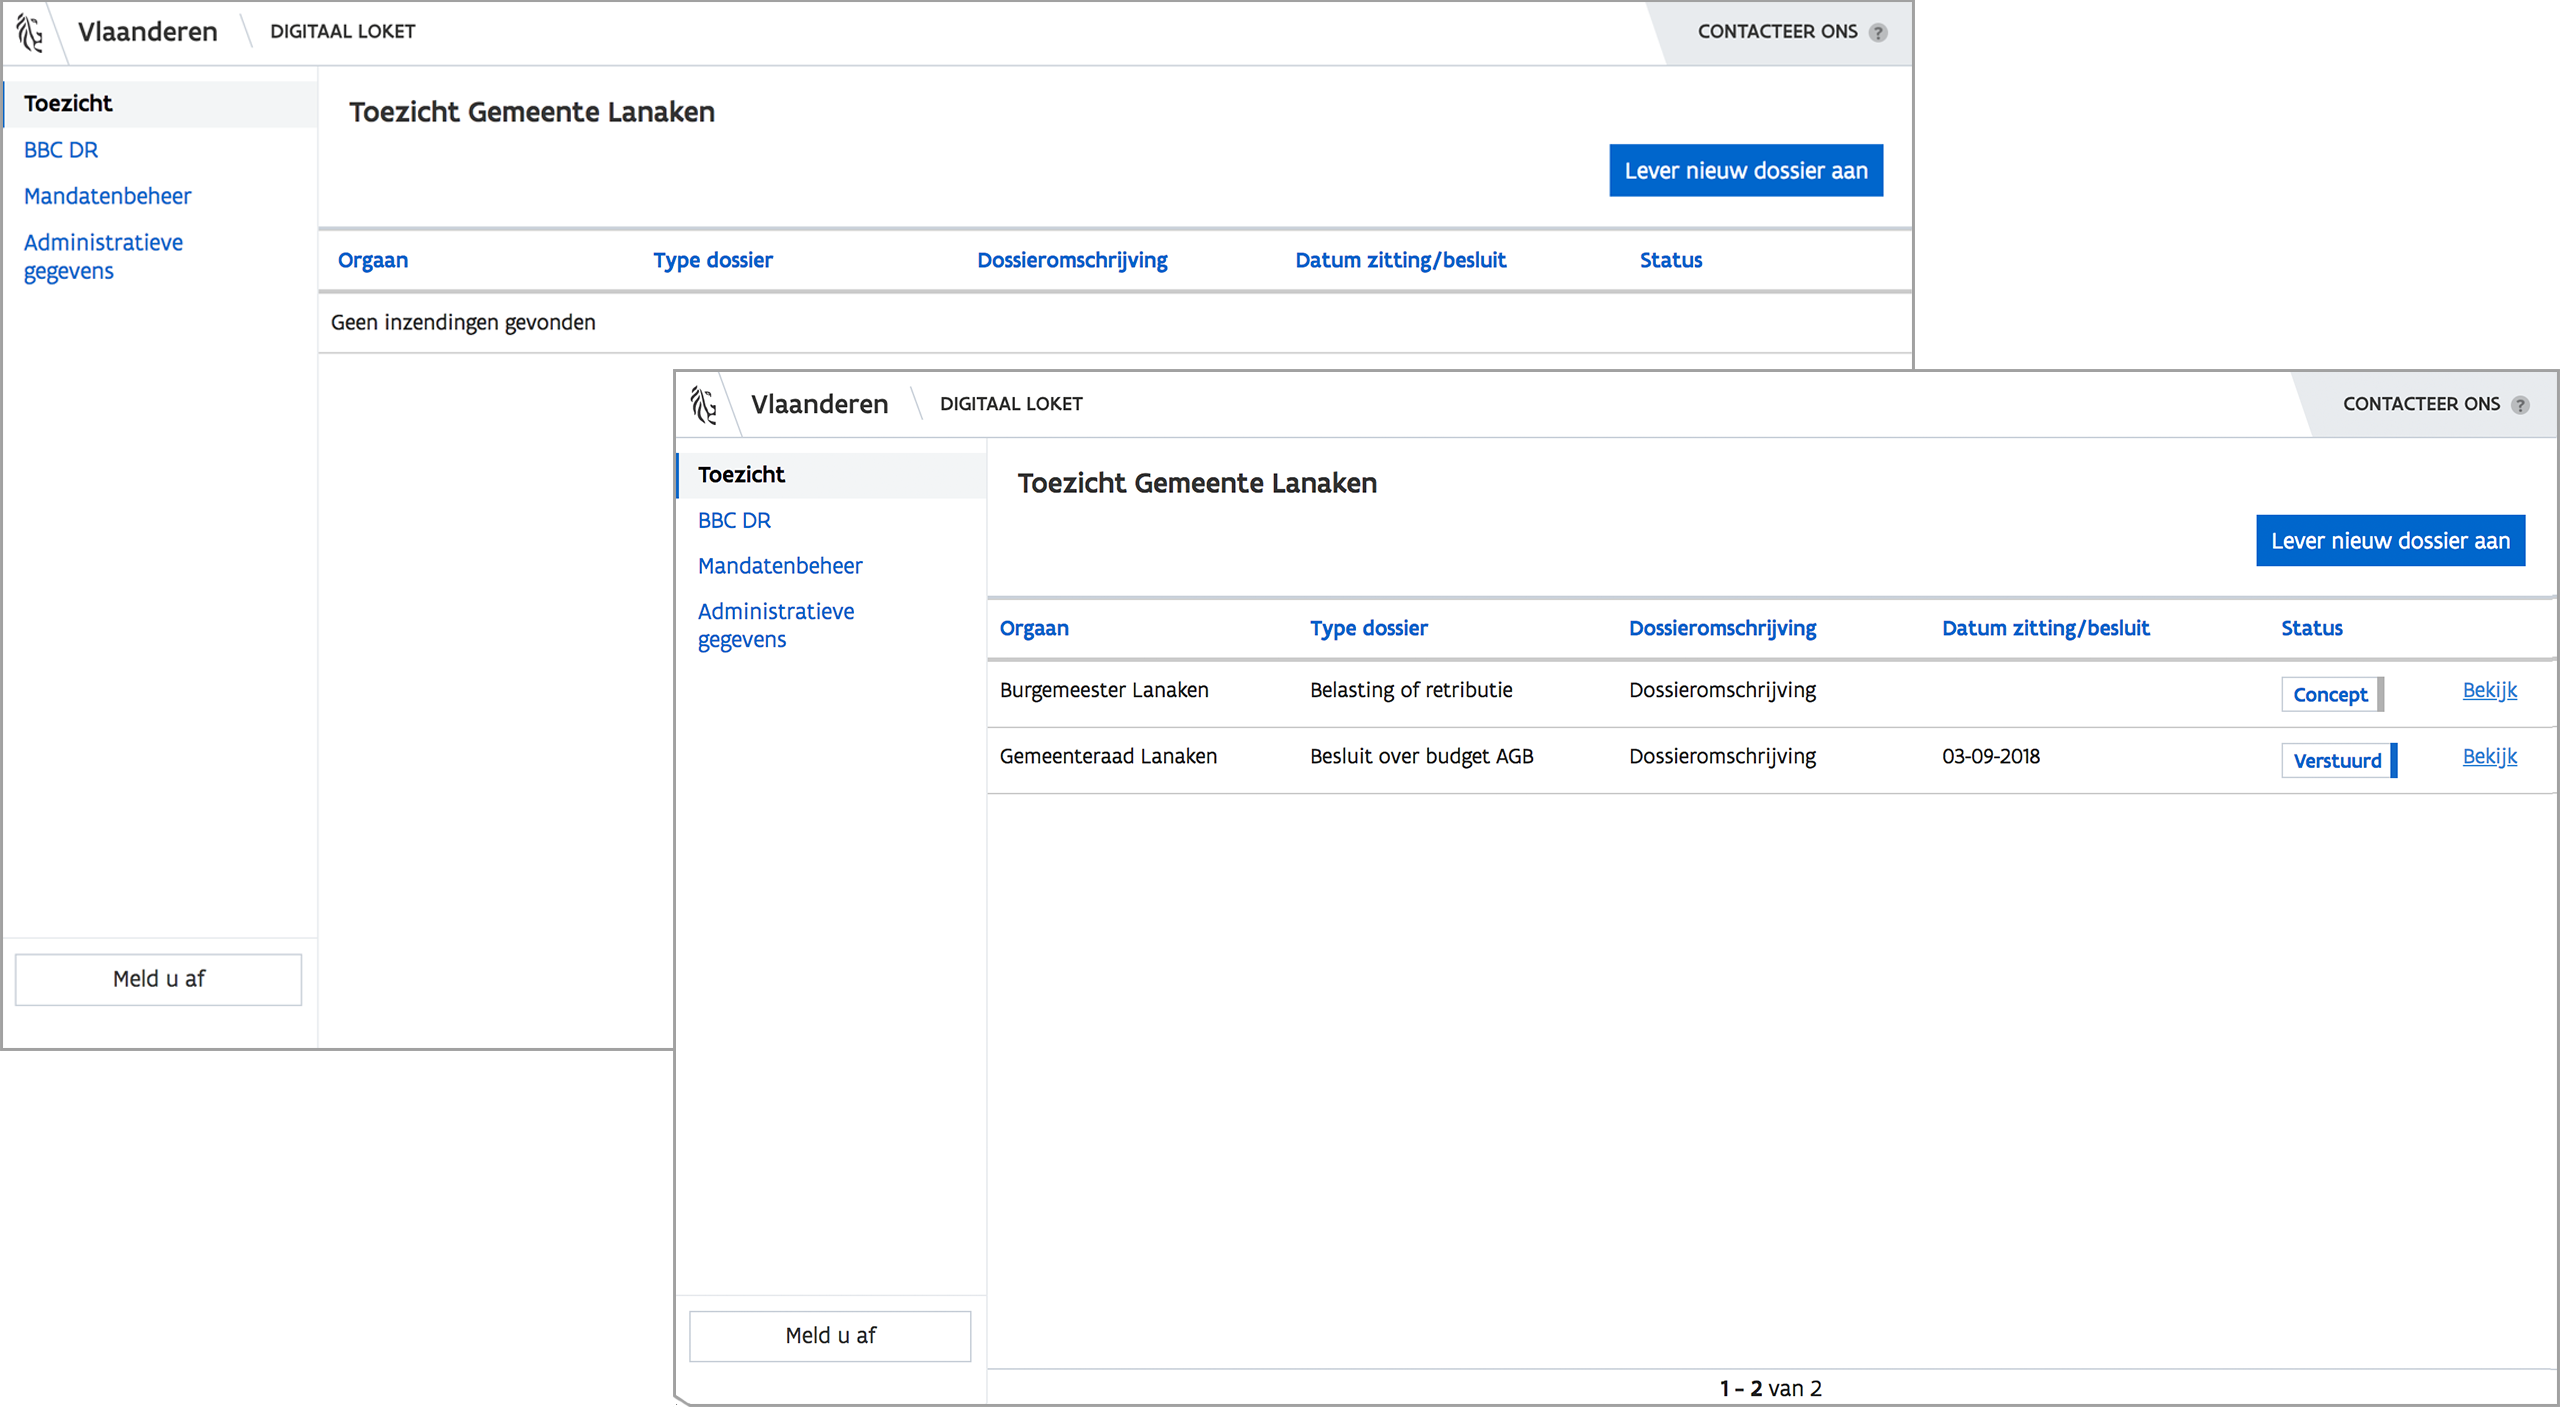 Vlaanderen
DIGITAAL LOKET
CONTACTEER ONS ?
Toezicht
BBC DR
Mandatenbeheer
Administratieve
gegevens
Meld u af
Toezicht Gemeente Lanaken
Lever nieuw dossier aan
Orgaan Type dossier Dossieromschrijving Datum zitting/besluit Status
Geen inzendingen gevonden
Vlaanderen
DIGITAAL LOKET
CONTACTEER ONS ?
Toezicht
BBC DR
Mandatenbeheer
Administratieve
gegevens
Meld u af
Toezicht Gemeente Lanaken
Lever nieuw dossier aan
Orgaan Type dossier Dossieromschrijving Datum zitting/besluit Status
Burgemeester Lanaken Belasting of retributie Dossieromschrijving Concept Bekijk
Gemeenteraad Lanaken Besluit over budget AGB Dossieromschrijving 03-09-2018 Verstuurd Bekijk
1 - 2 van 2